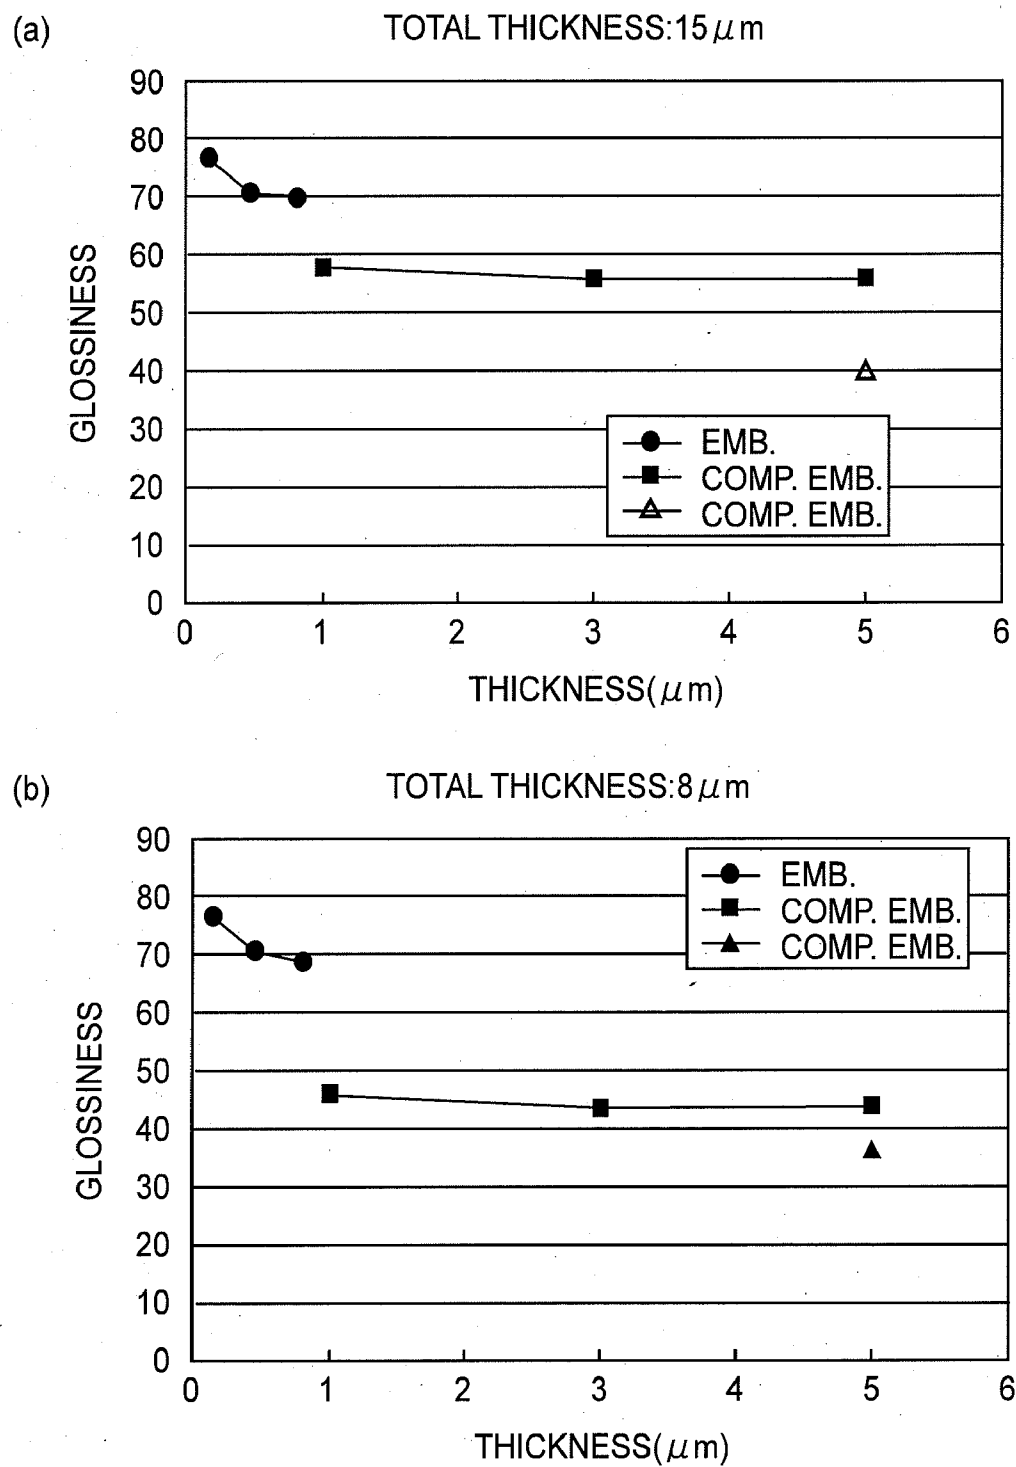 (a)
TOTAL THICKNESS:15μm
90
80
70
60
50
40
30
20
10
0
GLOSSINESS
EMB.
COMP. EMB.
COMP. EMB.
0 1 2 3 4 5 6
THICKNESS(μm)
(b)
TOTAL THICKNESS:8μm
90
80
70
60
50
40
30
20
10
0
GLOSSINESS
EMB.
COMP. EMB.
COMP. EMB.
0 1 2 3 4 5 6
THICKNESS(μm)